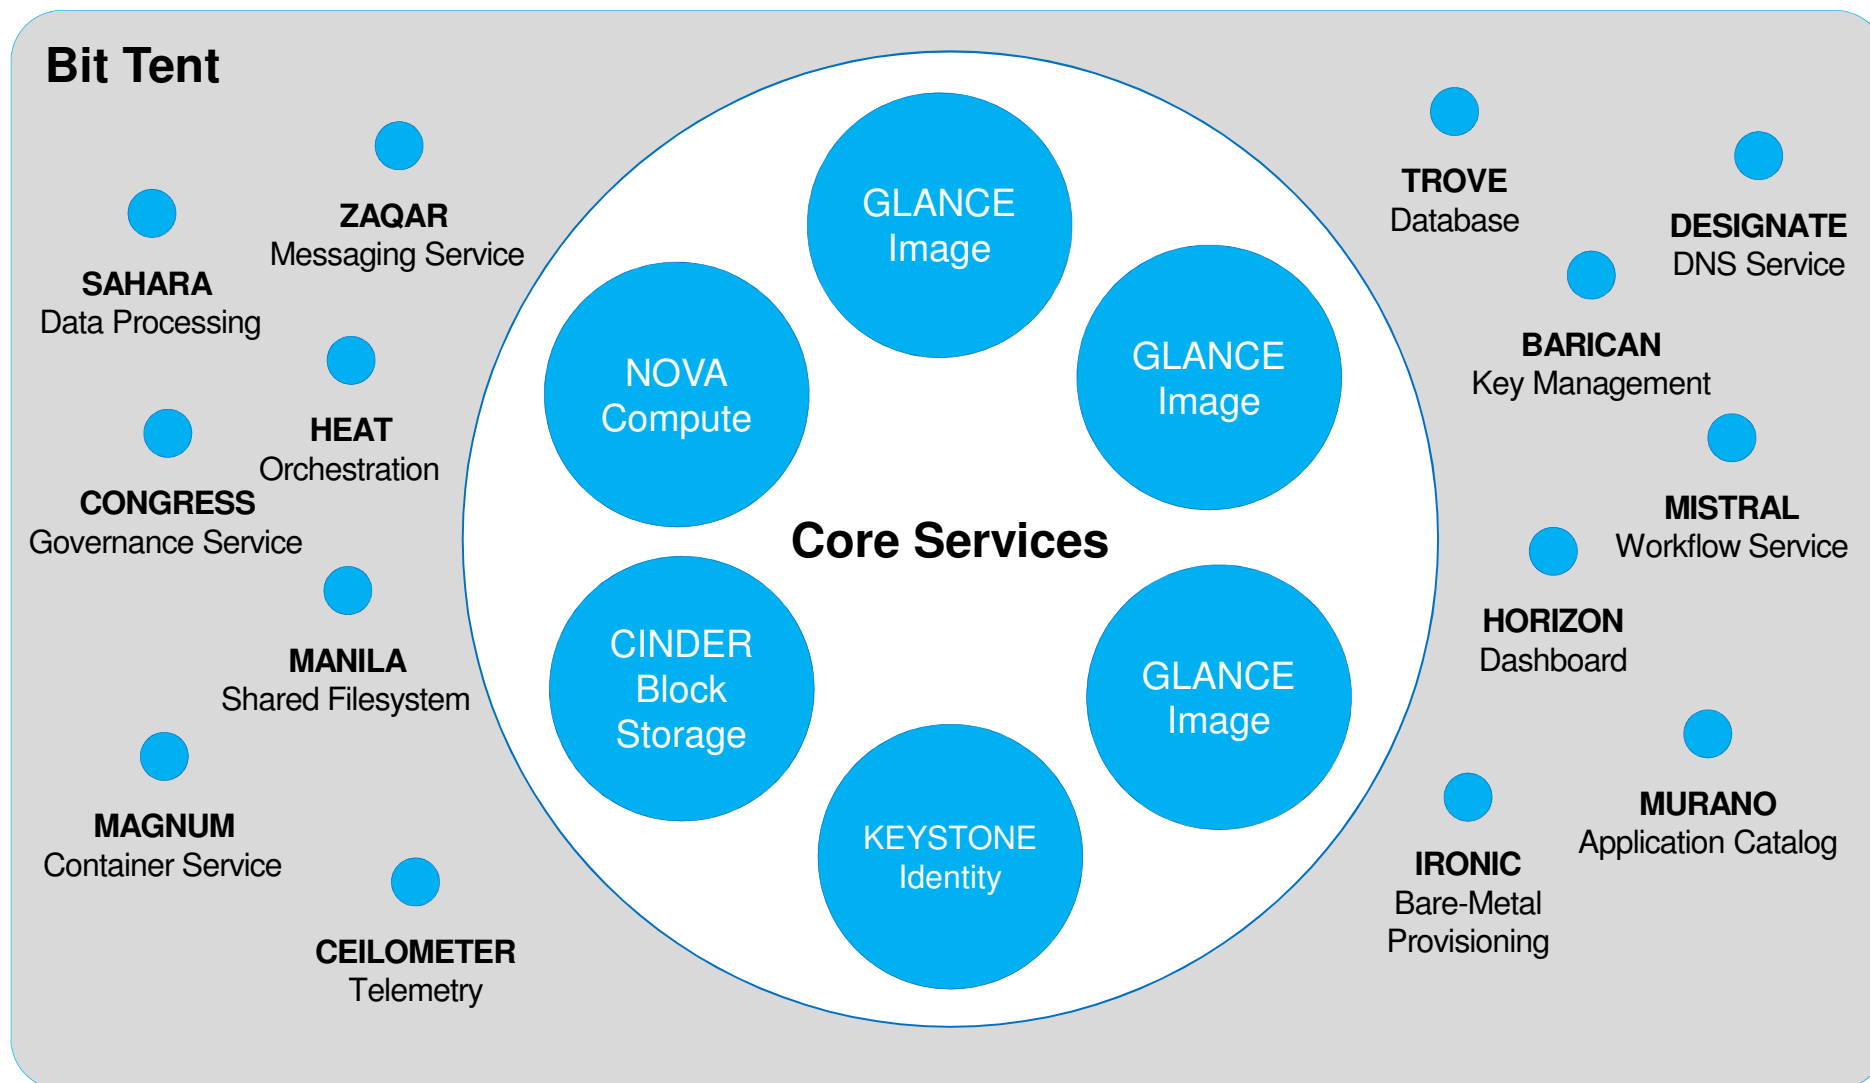 Bit Tent
ZAQAR
Messaging Service
SAHARA
Data Processing
HEAT
Orchestration
CONGRESS
Governance Service
MANILA
Shared Filesystem
MAGNUM
Container Service
CEILOMETER
Telemetry
GLANCE
Image
NOVA
Compute
GLANCE
Image
Core Services
CINDER
Block
Storage
GLANCE
Image
KEYSTONE
Identity
TROVE
Database
DESIGNATE
DNS Service
BARICAN
Key Management
MISTRAL
Workflow Service
HORIZON
Dashboard
MURANO
Application Catalog
IRONIC
Bare-Metal
Provisioning